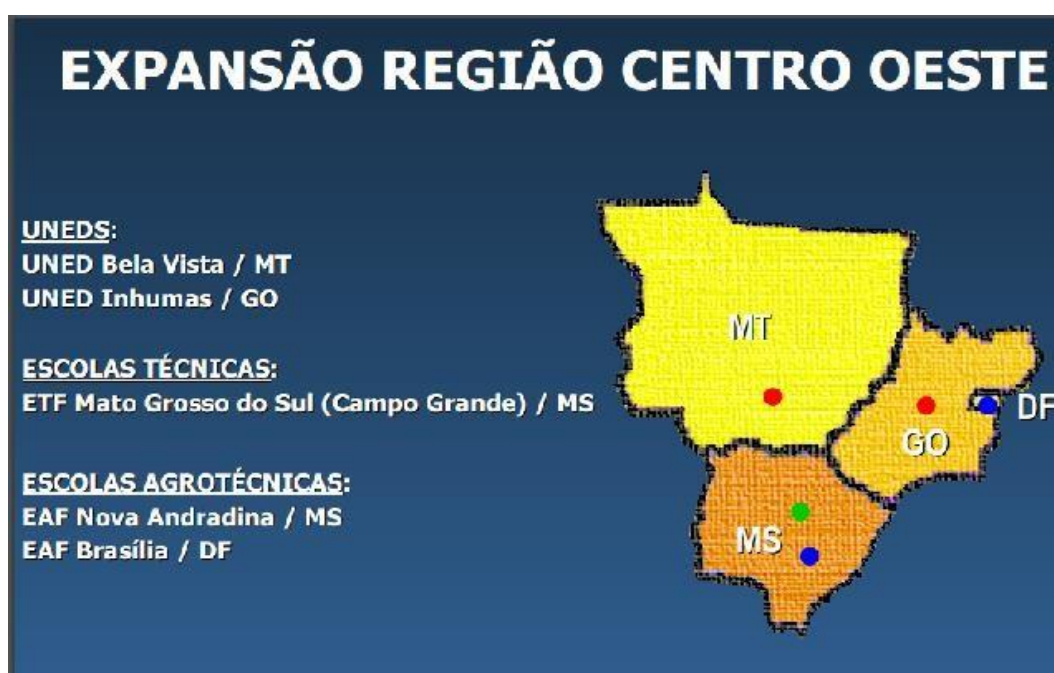 EXPANSÃO REGIÃO CENTRO OESTE
UNEDS:
UNED Bela Vista / MT
UNED Inhumas / GO
ESCOLAS TÉCNICAS:
ETF Mato Grosso do Sul (Campo Grande) / MS
ESCOLAS AGROTÉCNICAS:
EAF Nova Andradina / MS
EAF Brasília / DF
MT
DF
GO
MS